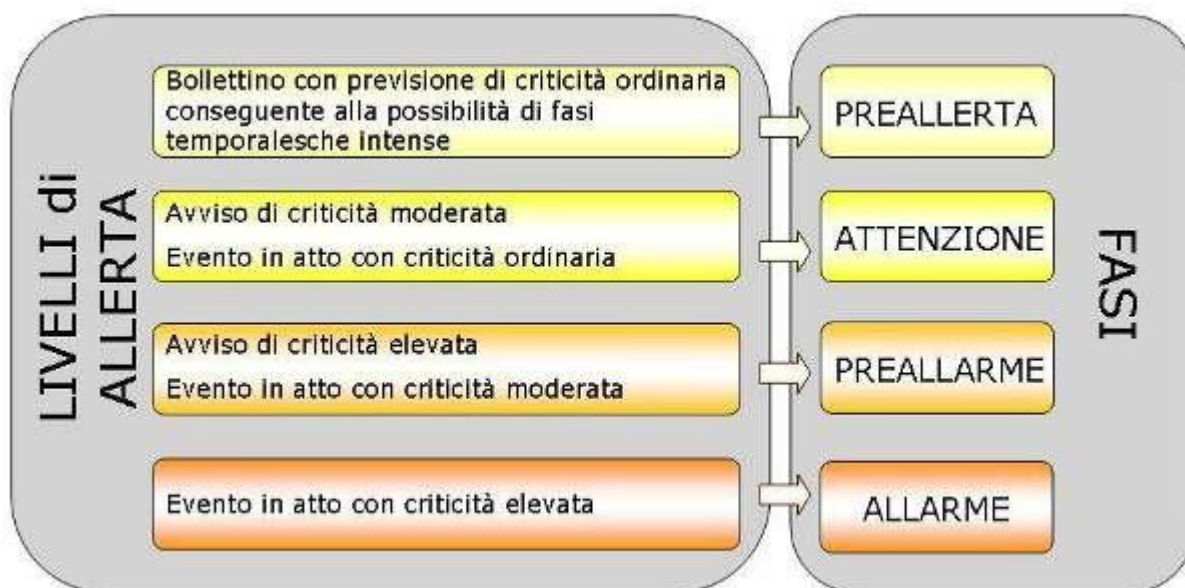 LIVELLI di
ALLERTA
Bollettino con previsione di criticità ordinaria
conseguente alla possibilità di fasi
temporalesche intense
PREALLERTA
Avviso di criticità moderata
Evento in atto con criticità ordinaria
ATTENZIONE
Avviso di criticità elevata
Evento in atto con criticità moderata
PREALLARME
Evento in atto con criticità elevata
ALLARME
FASI